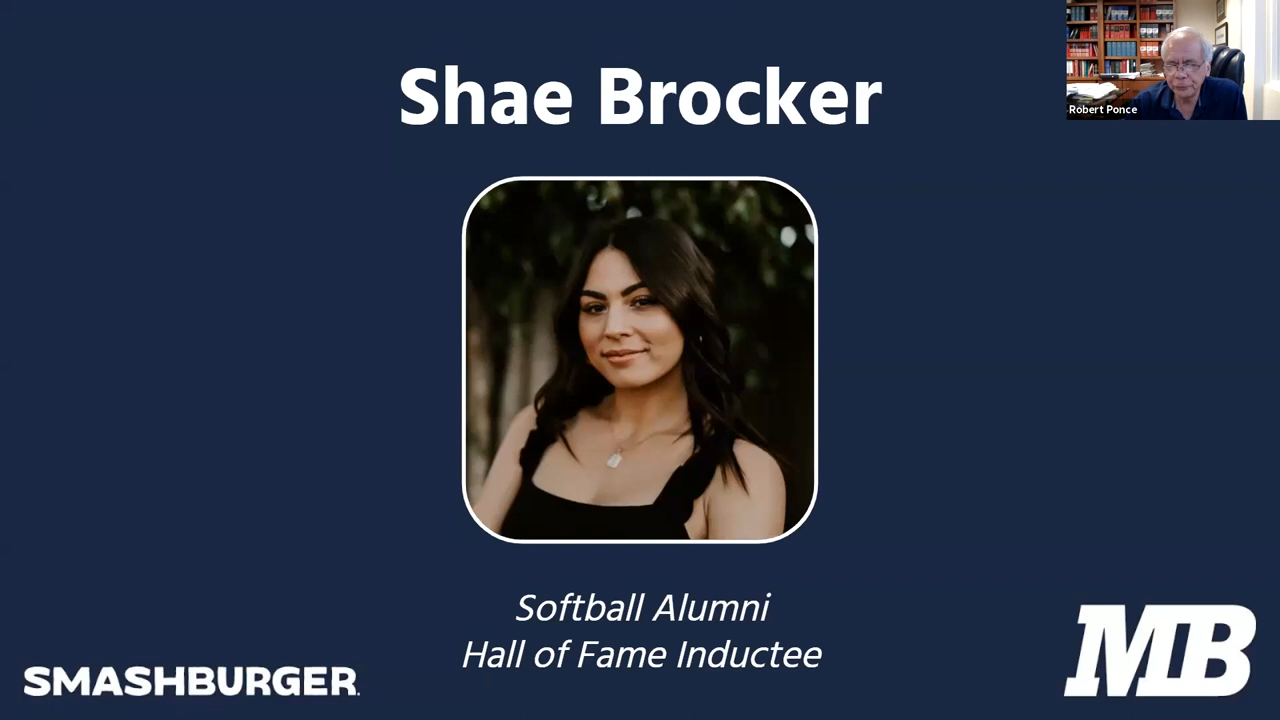 Shae Brocker
Robert Ponce
Softball Alumni
Hall of Fame Inductee
SMASHBURGER.
MB